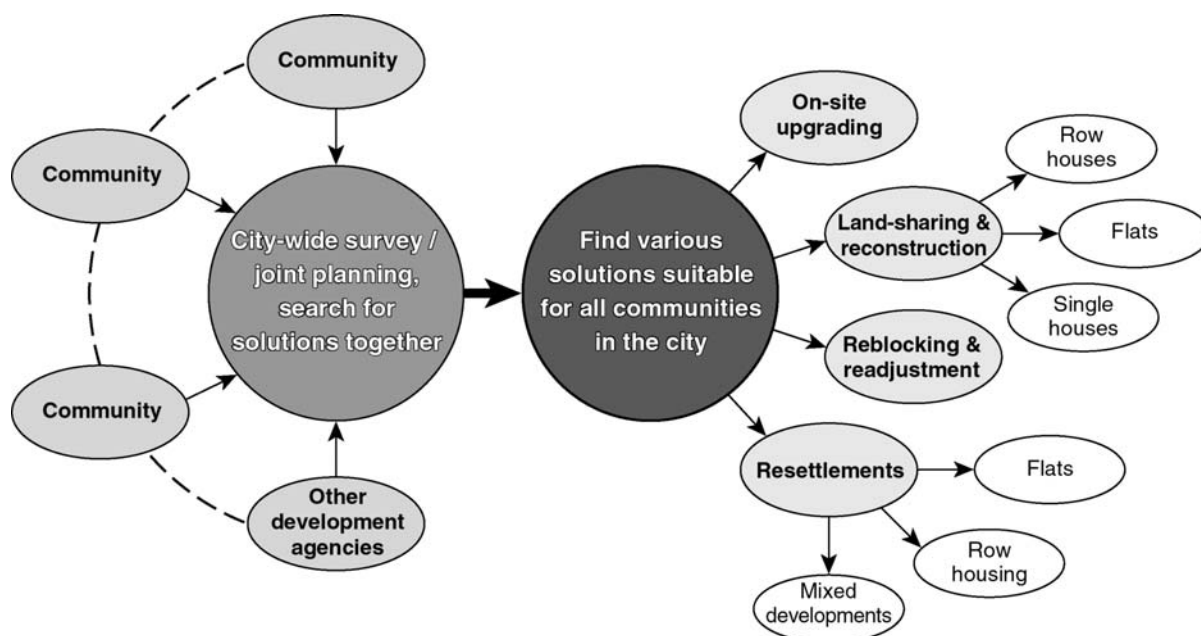 Community
Community
Community
Other
development
agencies
City-wide survey /
joint planning,
search for
solutions together
Find various
solutions suitable
for all communities
in the city
On-site
upgrading
Land-sharing &
reconstruction
Row
houses
Flats
Single
houses
Reblocking &
readjustment
Resettlements
Flats
Row
housing
Mixed
developments